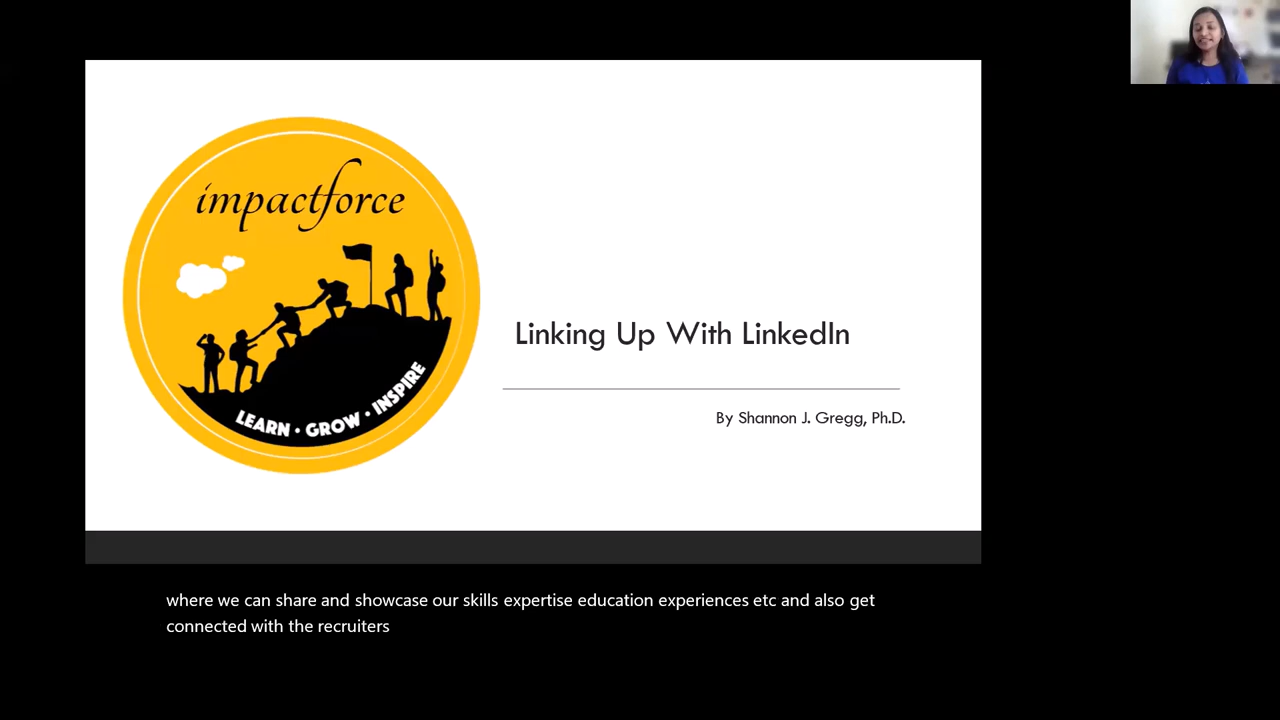 impactforce
LEARN • GROW • INSPIRE
Linking Up With LinkedIn
By Shannon J. Gregg, Ph.D.
where we can share and showcase our skills expertise education experiences etc and also get
connected with the recruiters